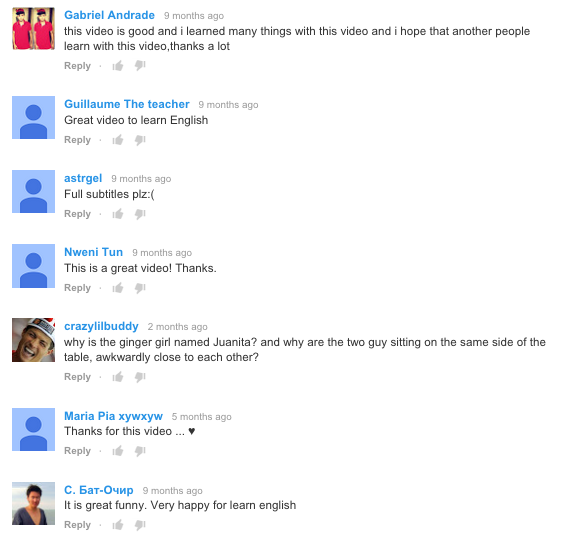 Gabriel Andrade 9 months ago
this video is good and i learned many things with this video and i hope that another people
learn with this video,thanks a lot
Reply ·
Guillaume The teacher 9 months ago
Great video to learn English
Reply ·
astrgel 9 months ago
Full subtitles plz:(
Reply ·
Nweni Tun 9 months ago
This is a great video! Thanks.
Reply ·
crazylilbuddy 2 months ago
why is the ginger girl named Juanita? and why are the two guy sitting on the same side of the
table, awkwardly close to each other?
Reply ·
Maria Pia xywxyw 5 months ago
Thanks for this video ... ♥
Reply ·
С. Бат-Очир 9 months ago
It is great funny. Very happy for learn english
Reply ·